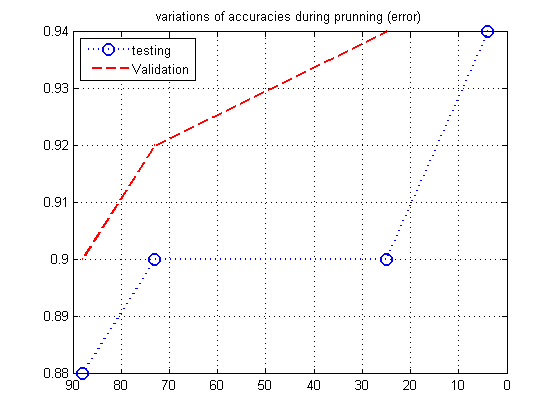 variations of accuracies during prunning (error)
0.94
0.93
0.92
0.91
0.9
0.89
0.88
testing
Validation
90 80 70 60 50 40 30 20 10 0